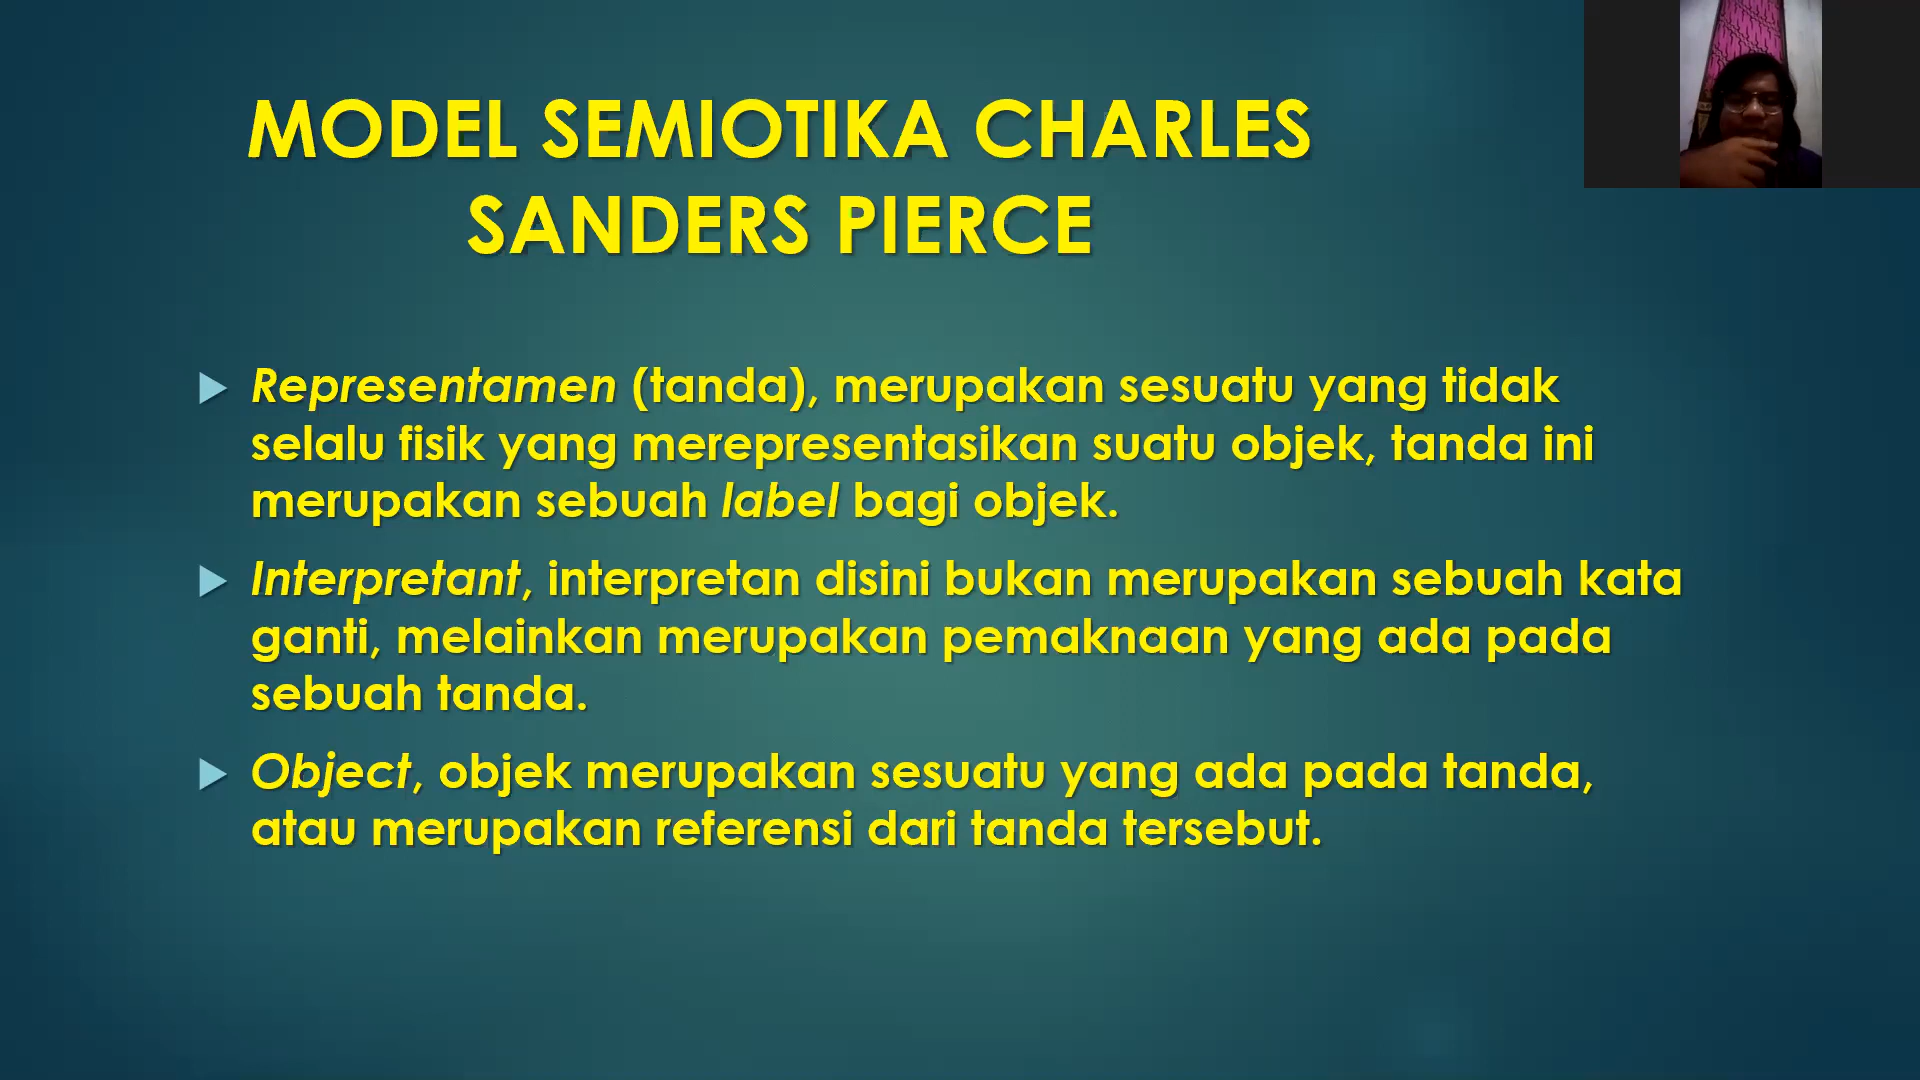 MODEL SEMIOTIKA CHARLES
SANDERS PIERCE
Representamen (tanda), merupakan sesuatu yang tidak
selalu fisik yang merepresentasikan suatu objek, tanda ini
merupakan sebuah label bagi objek.
Interpretant, interpretan disini bukan merupakan sebuah kata
ganti, melainkan merupakan pemaknaan yang ada pada
sebuah tanda.
Object, objek merupakan sesuatu yang ada pada tanda,
atau merupakan referensi dari tanda tersebut.